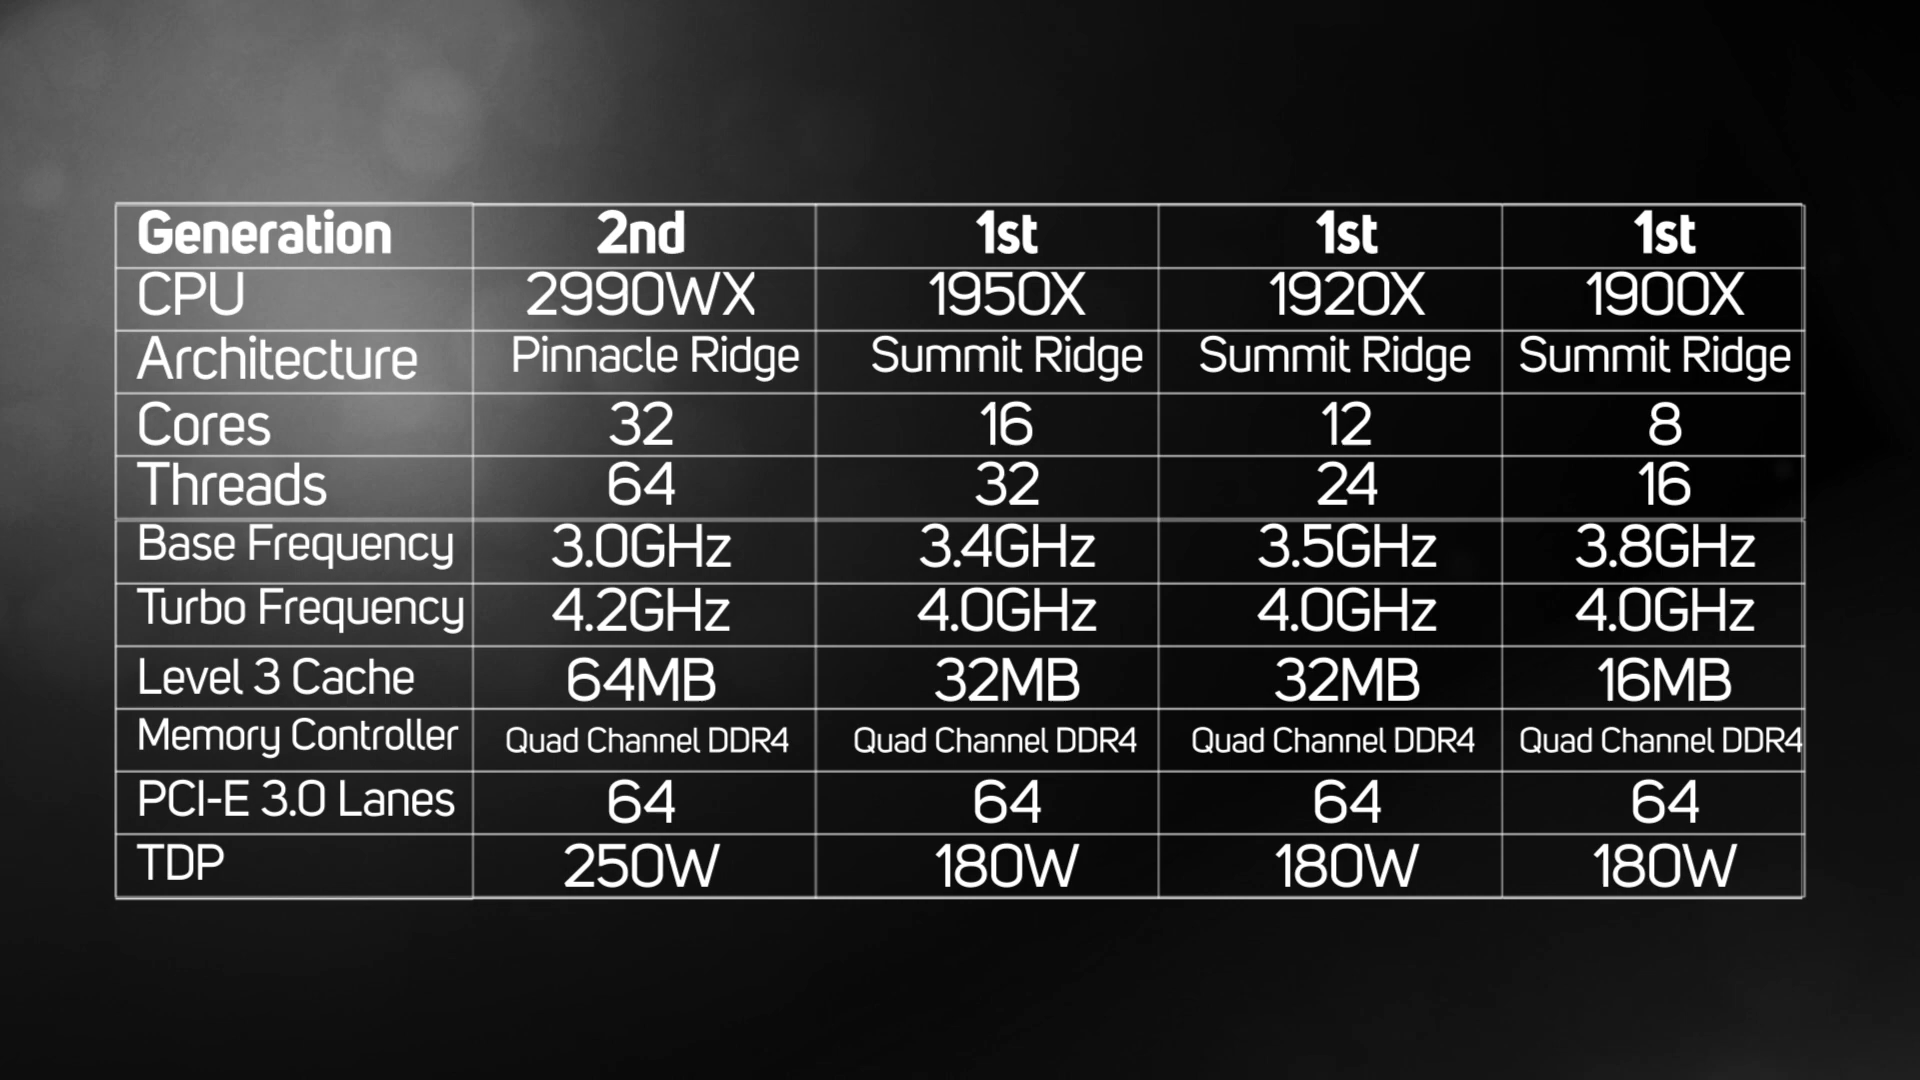 Generation 2nd 1st 1st 1st
CPU 2990WX 1950X 1920X 1900X
Architecture Pinnacle Ridge Summit Ridge Summit Ridge Summit Ridge
Cores 32 16 12 8
Threads 64 32 24 16
Base Frequency 3.0GHz 3.4GHz 3.5GHz 3.8GHz
Turbo Frequency 4.2GHz 4.0GHz 4.0GHz 4.0GHz
Level 3 Cache 64MB 32MB 32MB 16MB
Memory Controller Quad Channel DDR4 Quad Channel DDR4 Quad Channel DDR4 Quad Channel DDR4
PCI-E 3.0 Lanes 64 64 64 64
TDP 250W 180W 180W 180W